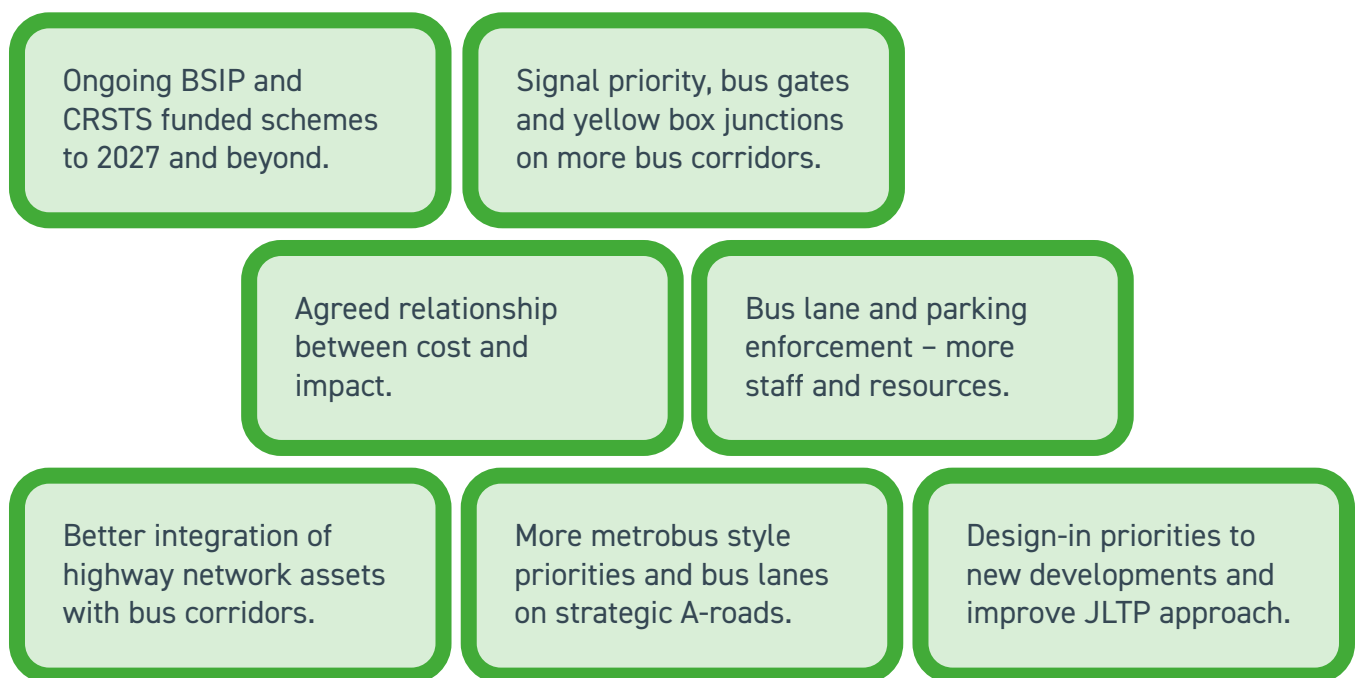 Ongoing BSIP and
CRSTS funded schemes
to 2027 and beyond.
Signal priority, bus gates
and yellow box junctions
on more bus corridors.
Agreed relationship
between cost and
impact.
Bus lane and parking
enforcement – more
staff and resources.
Better integration of
highway network assets
with bus corridors.
More metrobus style
priorities and bus lanes
on strategic A-roads.
Design-in priorities to
new developments and
improve JLTP approach.